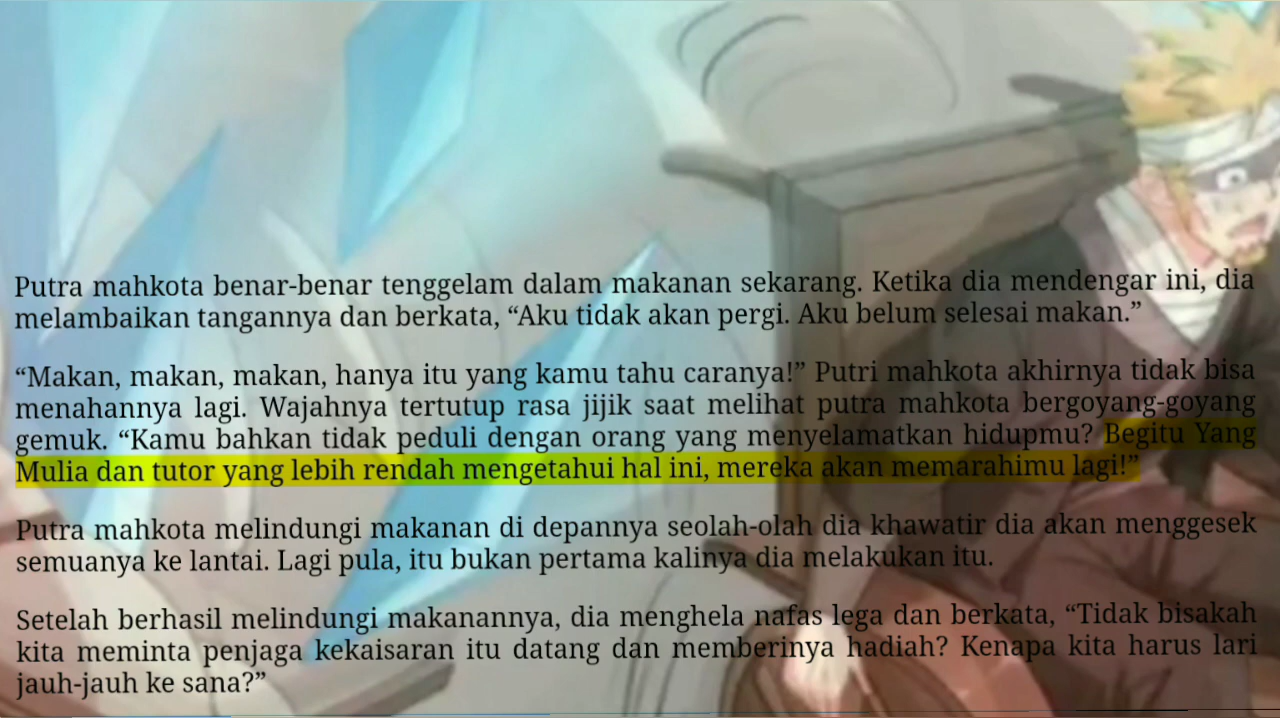 Putra mahkota benar-benar tenggelam dalam makanan sekarang. Ketika dia mendengar ini, dia
melambaikan tangannya dan berkata, “Aku tidak akan pergi. Aku belum selesai makan.”
“Makan, makan, makan, hanya itu yang kamu tahu caranya!” Putri mahkota akhirnya tidak bisa
menahannya lagi. Wajahnya tertutup rasa jijik saat melihat putra mahkota bergoyang-goyang
gemuk. “Kamu bahkan tidak peduli dengan orang yang menyelamatkan hidupmu? Begitu Yang
Mulia dan tutor yang lebih rendah mengetahui hal ini, mereka akan memarahimu lagi!”
Putra mahkota melindungi makanan di depannya seolah-olah dia khawatir dia akan menggesek
semuanya ke lantai. Lagi pula, itu bukan pertama kalinya dia melakukan itu.
Setelah berhasil melindungi makanannya, dia menghela nafas lega dan berkata, “Tidak bisakah
kita meminta penjaga kekaisaran itu datang dan memberinya hadiah? Kenapa kita harus lari
jauh-jauh ke sana?”